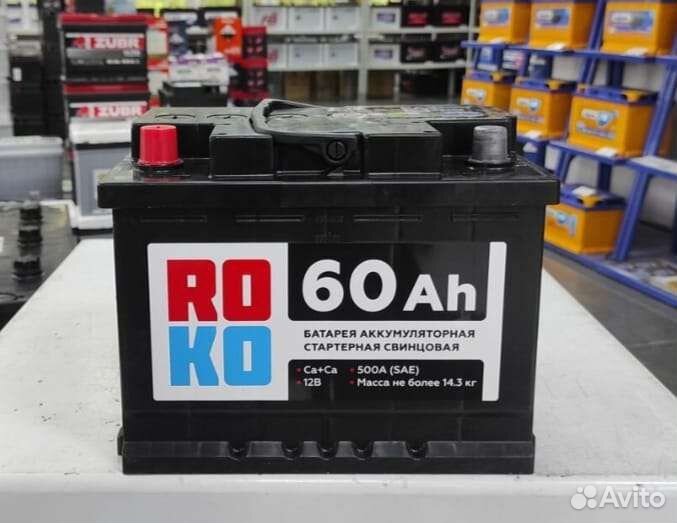 ZUBR
ZUBR
RO
KO
60 Ah
БАТАРЕЯ АККУМУЛЯТОРНАЯ
СТАРТЕРНАЯ СВИНЦОВАЯ
• Ca+Ca • 500А (SAE)
• 12В • Масса не более 14.3 кг
Avito